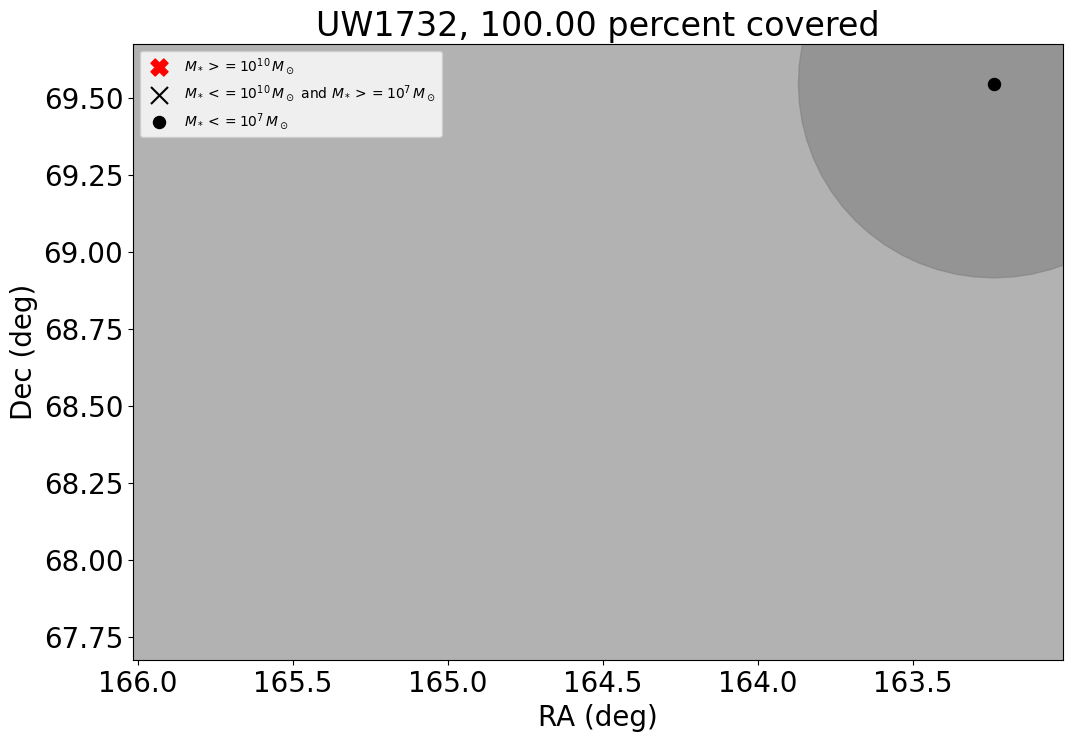 UW1732, 100.00 percent covered
M* >= 10^10 M⊙
M* <= 10^10 M⊙ and M* >= 10^7 M⊙
M* <= 10^7 M⊙
69.50
69.25
69.00
68.75
68.50
68.25
68.00
67.75
Dec (deg)
166.0 165.5 165.0 164.5 164.0 163.5
RA (deg)